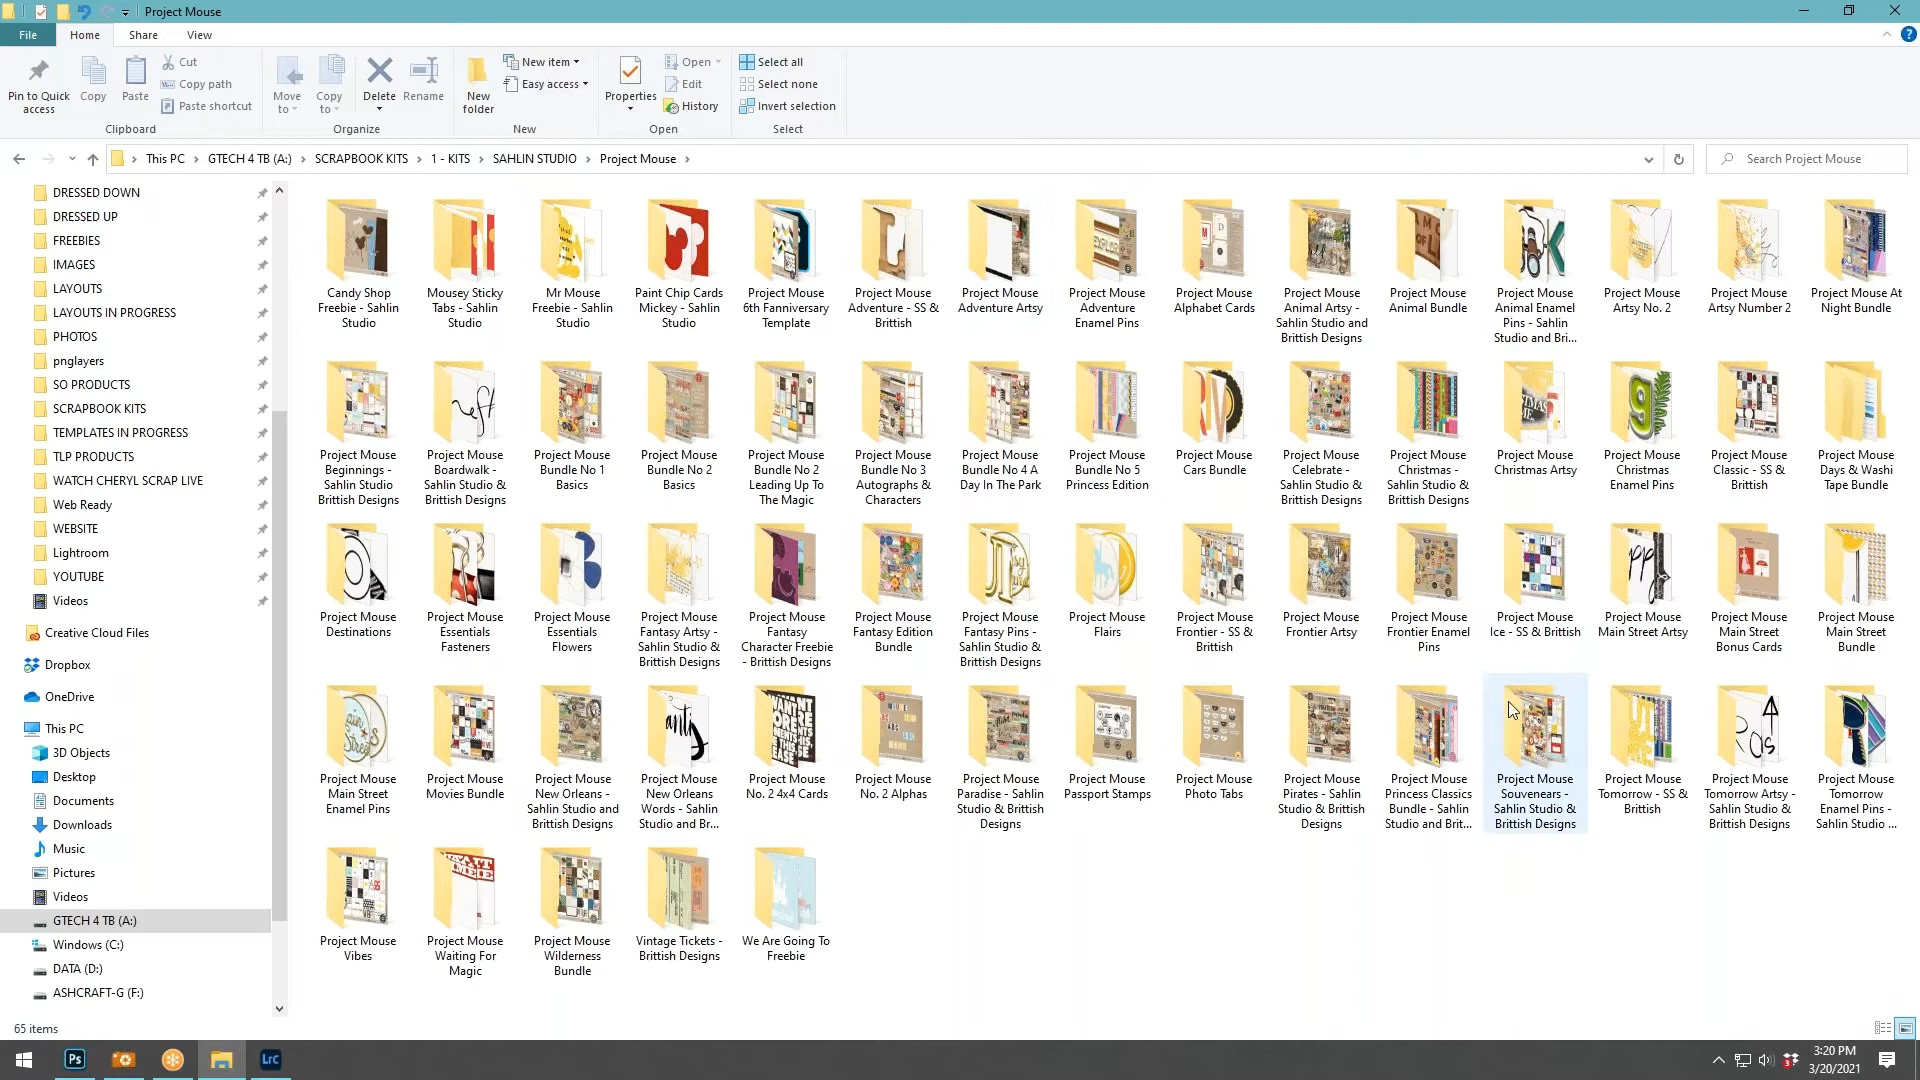 Project Mouse
File
Home
Share
View
Pin to Quick
access
Copy
Paste
Cut
Copy path
Paste shortcut
Clipboard
Move
to
Copy
to
Delete
Rename
Organize
New
folder
New item
Easy access
New
Properties
Open
Edit
History
Open
Select all
Select none
Invert selection
Select
This PC
GTECH 4 TB (A:)
SCRAPBOOK KITS
1 - KITS
SAHLIN STUDIO
Project Mouse
Search Project Mouse
DRESSED DOWN
DRESSED UP
FREEBIES
IMAGES
LAYOUTS
LAYOUTS IN PROGRESS
PHOTOS
pnglayers
SO PRODUCTS
SCRAPBOOK KITS
TEMPLATES IN PROGRESS
TLP PRODUCTS
WATCH CHERYL SCRAP LIVE
Web Ready
WEBSITE
Lightroom
YOUTUBE
Videos
Creative Cloud Files
Dropbox
OneDrive
This PC
3D Objects
Desktop
Documents
Downloads
Music
Pictures
Videos
GTECH 4 TB (A:)
Windows (C:)
DATA (D:)
ASHCRAFT-G (F:)
Candy Shop
Freebie - Sahlin
Studio
Mousey Sticky
Tabs - Sahlin
Studio
Mr Mouse
Freebie - Sahlin
Studio
Paint Chip Cards
Mickey - Sahlin
Studio
Project Mouse
6th Fanniversary
Template
Project Mouse
Adventure - SS &
Brittish
Project Mouse
Adventure Artsy
Project Mouse
Adventure
Enamel Pins
Project Mouse
Alphabet Cards
Project Mouse
Animal Artsy -
Sahlin Studio and
Brittish Designs
Project Mouse
Animal Bundle
Project Mouse
Animal Enamel
Pins - Sahlin
Studio and Bri...
Project Mouse
Artsy No. 2
Project Mouse
Artsy Number 2
Project Mouse At
Night Bundle
Project Mouse
Beginnings -
Sahlin Studio
Brittish Designs
Project Mouse
Boardwalk -
Sahlin Studio &
Brittish Designs
Project Mouse
Bundle No 1
Basics
Project Mouse
Bundle No 2
Basics
Project Mouse
Bundle No 2
Leading Up To
The Magic
Project Mouse
Bundle No 3
Autographs &
Characters
Project Mouse
Bundle No 4 A
Day In The Park
Project Mouse
Bundle No 5
Princess Edition
Project Mouse
Cars Bundle
Project Mouse
Celebrate -
Sahlin Studio &
Brittish Designs
Project Mouse
Christmas -
Sahlin Studio &
Brittish Designs
Project Mouse
Christmas Artsy
Project Mouse
Christmas
Enamel Pins
Project Mouse
Classic - SS &
Brittish
Project Mouse
Days & Washi
Tape Bundle
Project Mouse
Destinations
Project Mouse
Essentials
Fasteners
Project Mouse
Essentials
Flowers
Project Mouse
Fantasy Artsy -
Sahlin Studio &
Brittish Designs
Project Mouse
Fantasy
Character Freebie
- Brittish Designs
Project Mouse
Fantasy Edition
Bundle
Project Mouse
Fantasy Pins -
Sahlin Studio &
Brittish Designs
Project Mouse
Flairs
Project Mouse
Frontier - SS &
Brittish
Project Mouse
Frontier Artsy
Project Mouse
Frontier Enamel
Pins
Project Mouse
Ice - SS & Brittish
Project Mouse
Main Street Artsy
Project Mouse
Main Street
Bonus Cards
Project Mouse
Main Street
Bundle
Project Mouse
Main Street
Enamel Pins
Project Mouse
Movies Bundle
Project Mouse
New Orleans -
Sahlin Studio and
Brittish Designs
Project Mouse
New Orleans
Words - Sahlin
Studio and Br...
Project Mouse
No. 2 4x4 Cards
Project Mouse
No. 2 Alphas
Project Mouse
Paradise - Sahlin
Studio & Brittish
Designs
Project Mouse
Passport Stamps
Project Mouse
Photo Tabs
Project Mouse
Pirates - Sahlin
Studio & Brittish
Designs
Project Mouse
Princess Classics
Bundle - Sahlin
Studio and Brit...
Project Mouse
Souvenears -
Sahlin Studio &
Brittish Designs
Project Mouse
Tomorrow - SS &
Brittish
Project Mouse
Tomorrow Artsy -
Sahlin Studio &
Brittish Designs
Project Mouse
Tomorrow
Enamel Pins -
Sahlin Studio ...
Project Mouse
Vibes
Project Mouse
Waiting For
Magic
Project Mouse
Wilderness
Bundle
Vintage Tickets -
Brittish Designs
We Are Going To
Freebie
65 items
Ps
Lrc
3:20 PM
3/20/2021